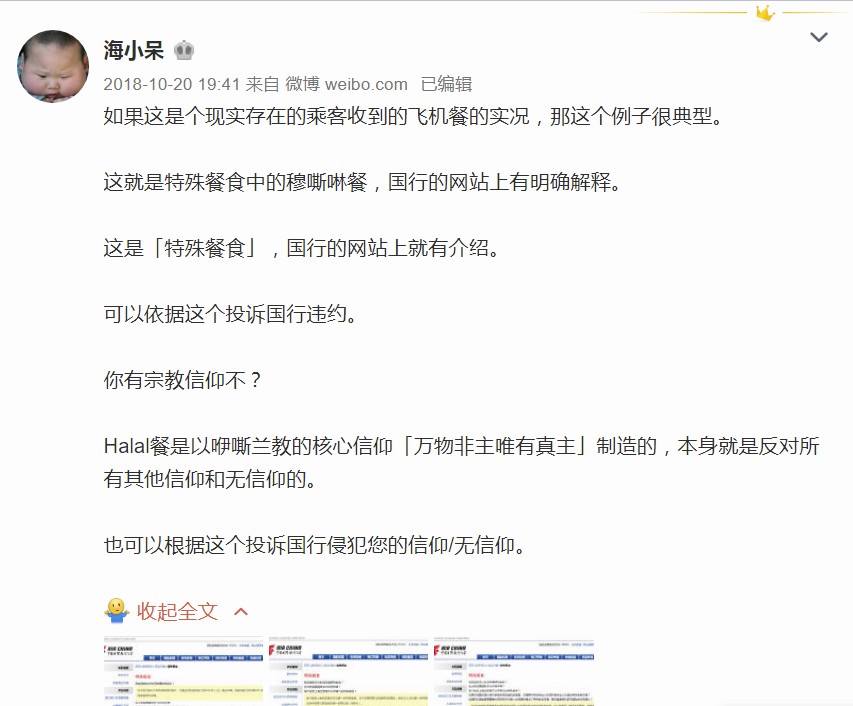 海小呆
2018-10-20 19:41 来自 微博 weibo.com 已编辑
如果这是个现实存在的乘客收到的飞机餐的实况，那这个例子很典型。
这就是特殊餐食中的穆嘶啉餐，国行的网站上有明确解释。
这是「特殊餐食」，国行的网站上就有介绍。
可以依据这个投诉国行违约。
你有宗教信仰不？
Halal餐是以咿嘶兰教的核心信仰「万物非主唯有真主」制造的，本身就是反对所
有其他信仰和无信仰的。
也可以根据这个投诉国行侵犯您的信仰/无信仰。
收起全文
AIR CHINA
AIR CHINA
AIR CHINA